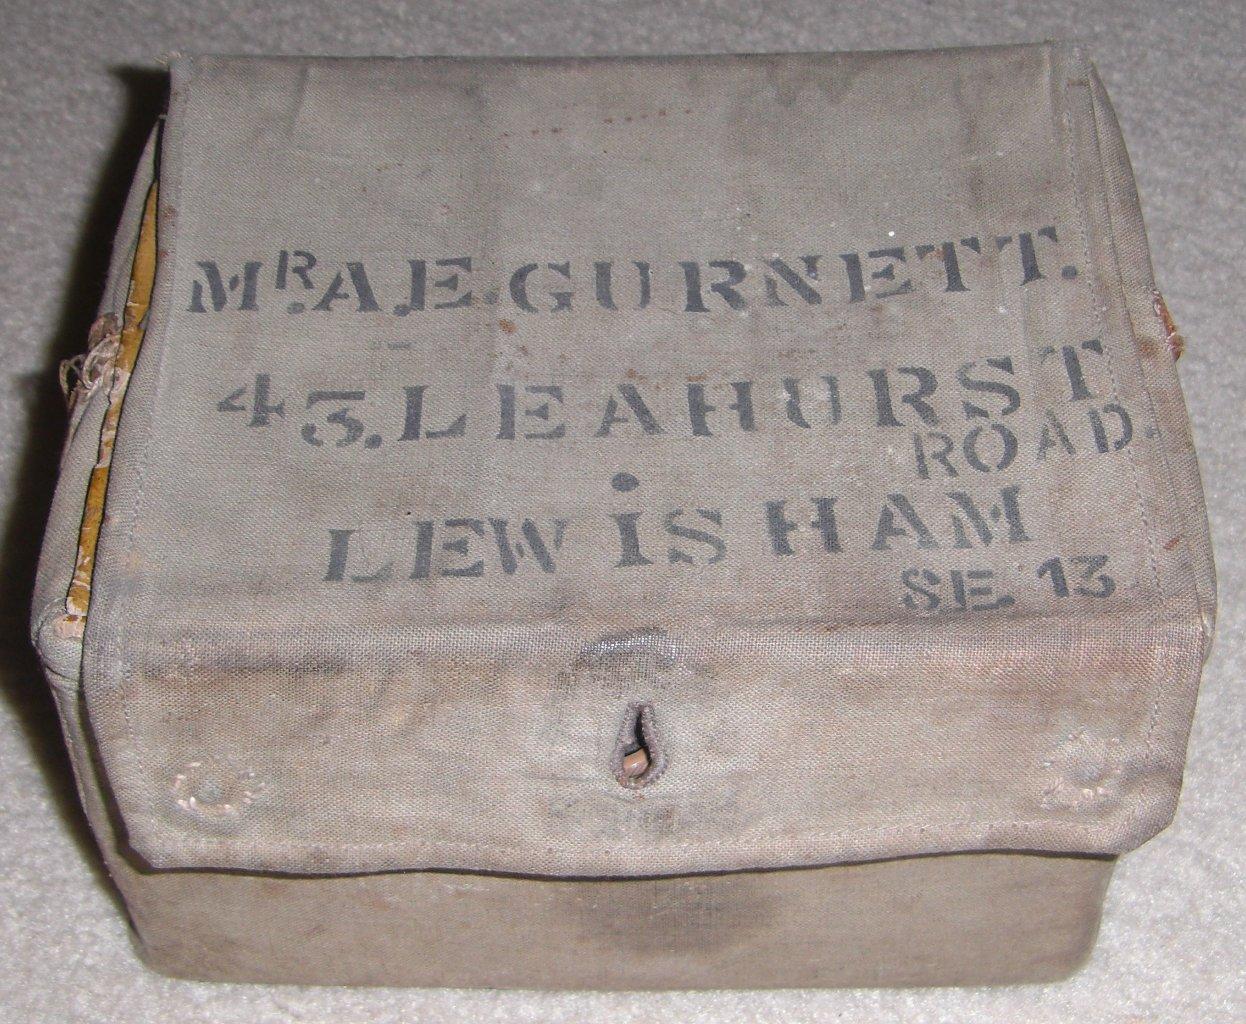 MR. A.E. GURNETT.
43. LEAHURST
ROAD.
LEWiSHAM
SE. 13